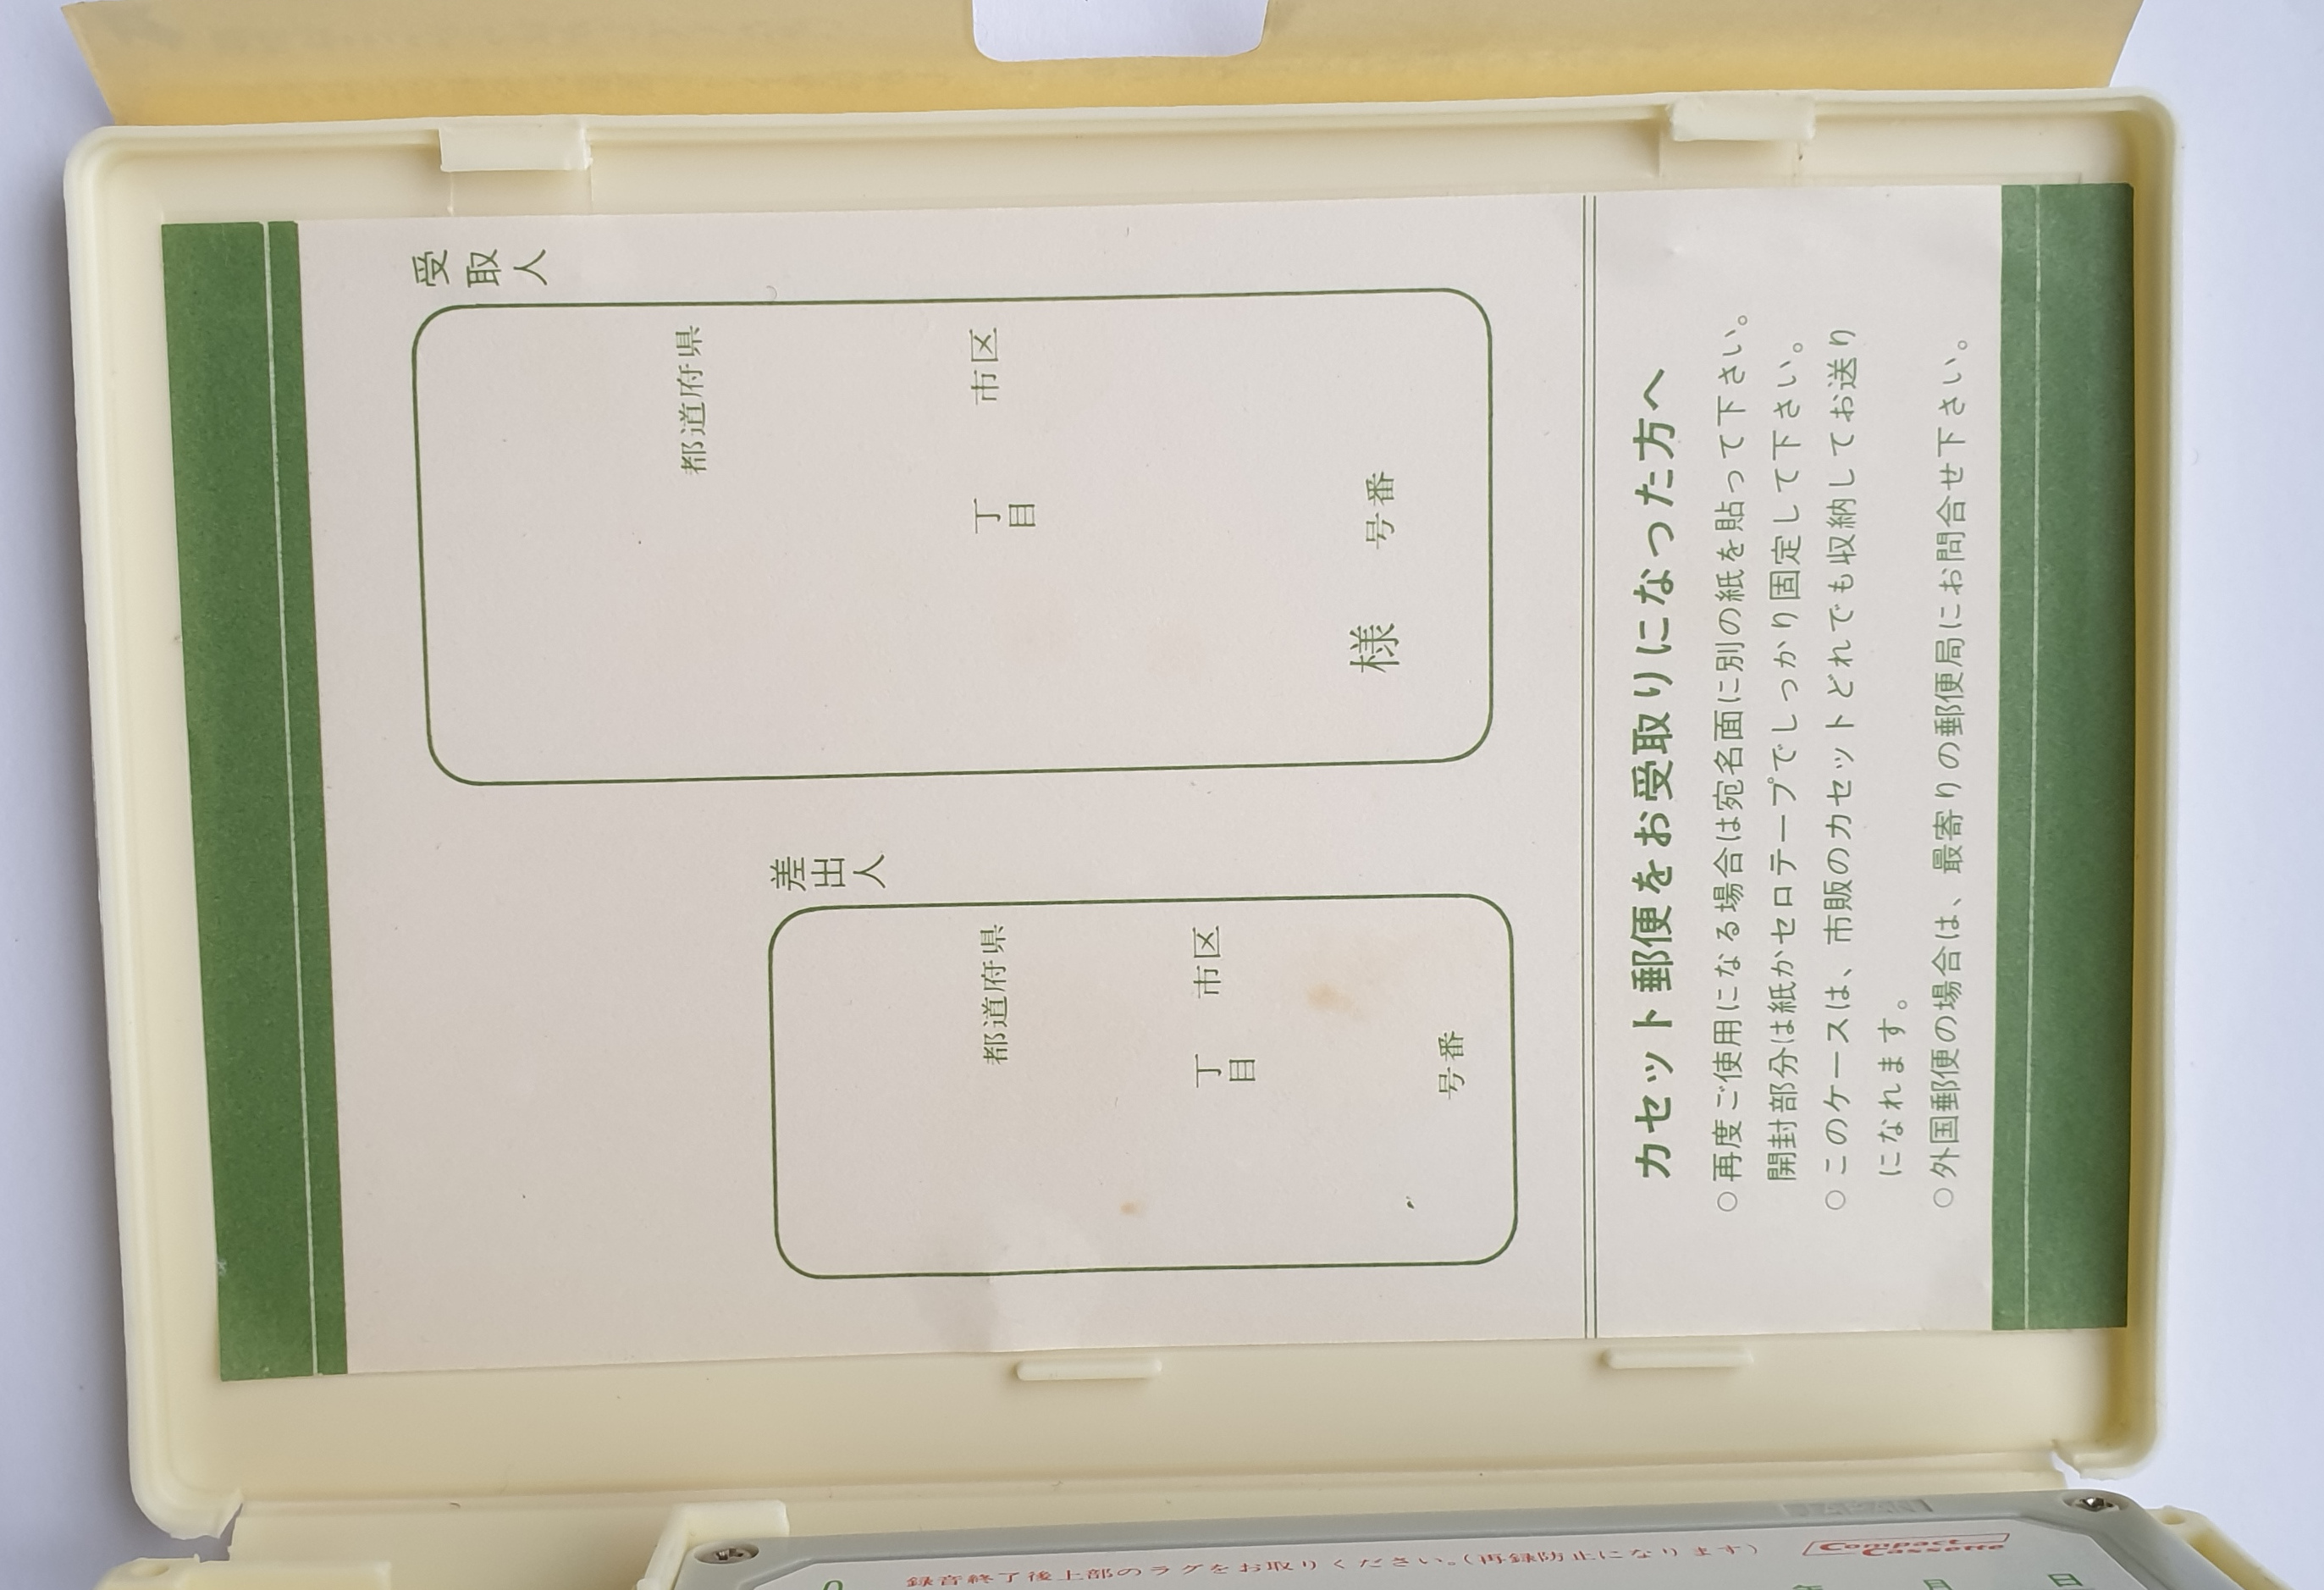 受取人
都道府県
市区
丁目
番号
様
差出人
都道府県
市区
丁目
番号
カセット郵便をお受取りになった方へ
○再度ご使用になる場合は宛名面に別の紙を貼って下さい。
開封部分は紙かセロテープでしっかり固定して下さい。
○このケースは、市販のカセットどれでも収納してお送り
になれます。
○外国郵便の場合は、最寄りの郵便局にお問合せ下さい。
JAPAN
Compact
Cassette
録音終了後上部のラグをお取りください。(再録防止になります)
年 月 日